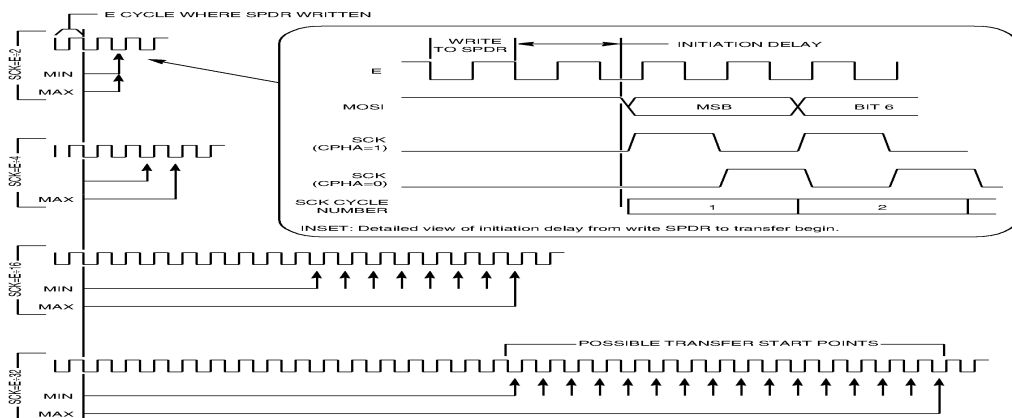 E CYCLE WHERE SPDR WRITTEN
SCK=E÷2
MIN
MAX
WRITE
TO SPDR
INITIATION DELAY
E
MOSI
MSB
BIT 6
SCK
(CPHA=1)
SCK
(CPHA=0)
SCK CYCLE
NUMBER
1
2
INSET: Detailed view of initiation delay from write SPDR to transfer begin.
SCK=E÷4
MAX
SCK=E÷16
MIN
MAX
SCK=E÷32
POSSIBLE TRANSFER START POINTS
MIN
MAX